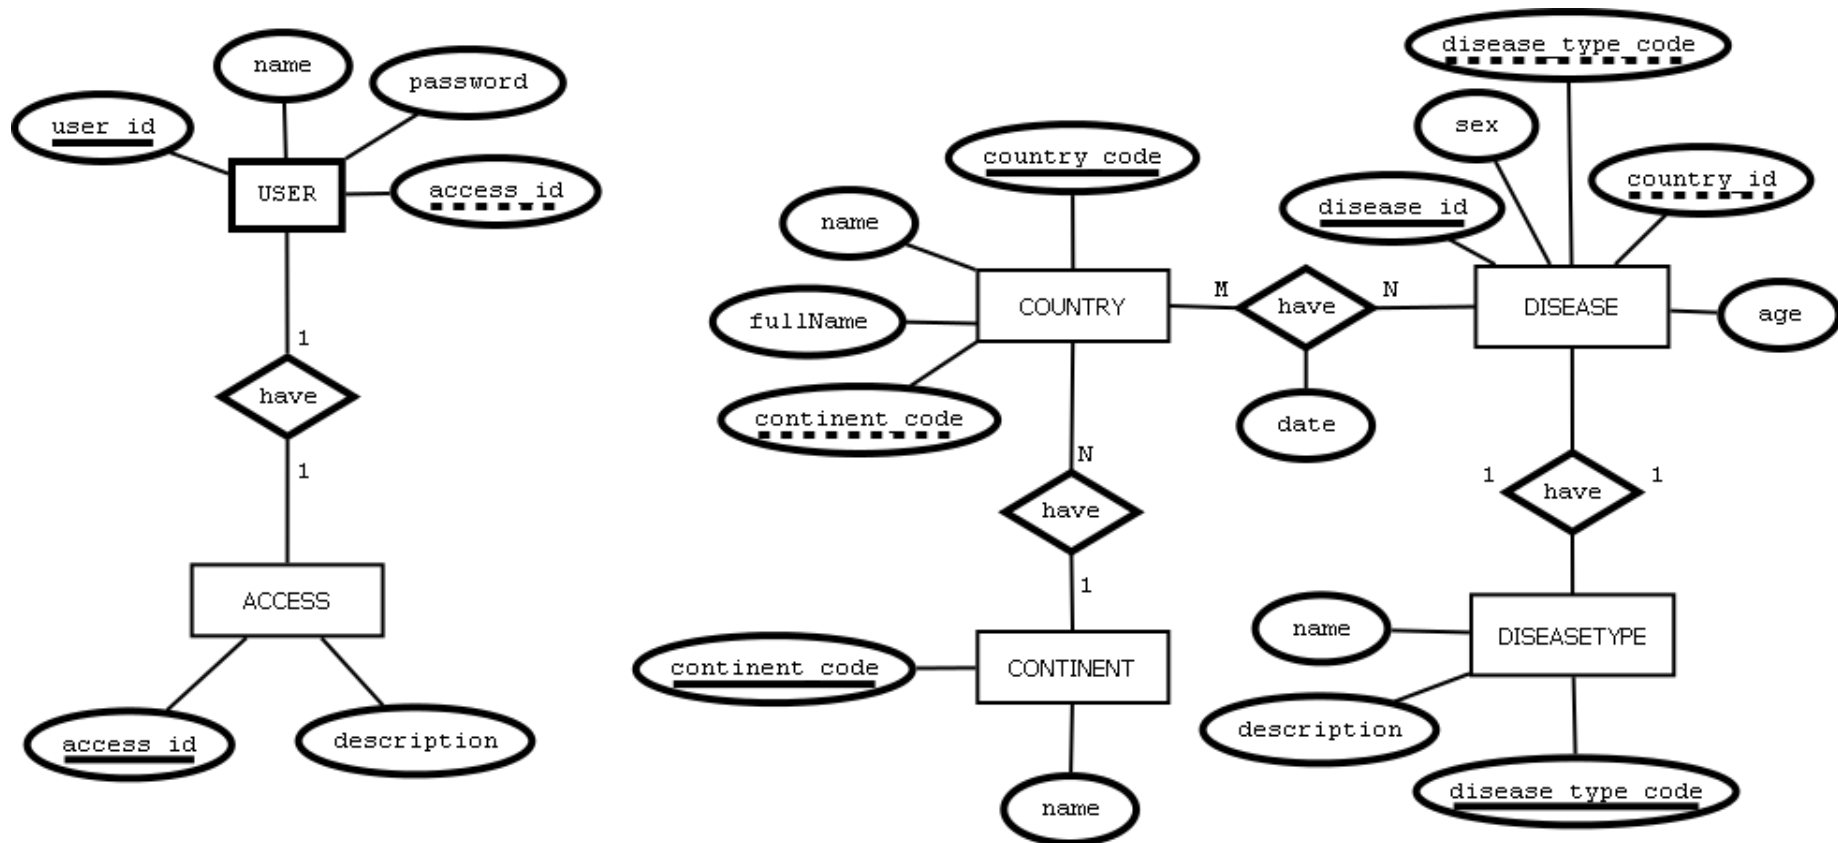 disease_type_code
name
password
sex
user_id
country_code
country_id
access_id
USER
disease_id
name
M
N
COUNTRY
have
DISEASE
age
fullName
1
have
continent_code
date
N
1
1
1
have
have
1
ACCESS
name
DISEASETYPE
continent_code
CONTINENT
description
access_id
description
disease_type_code
name